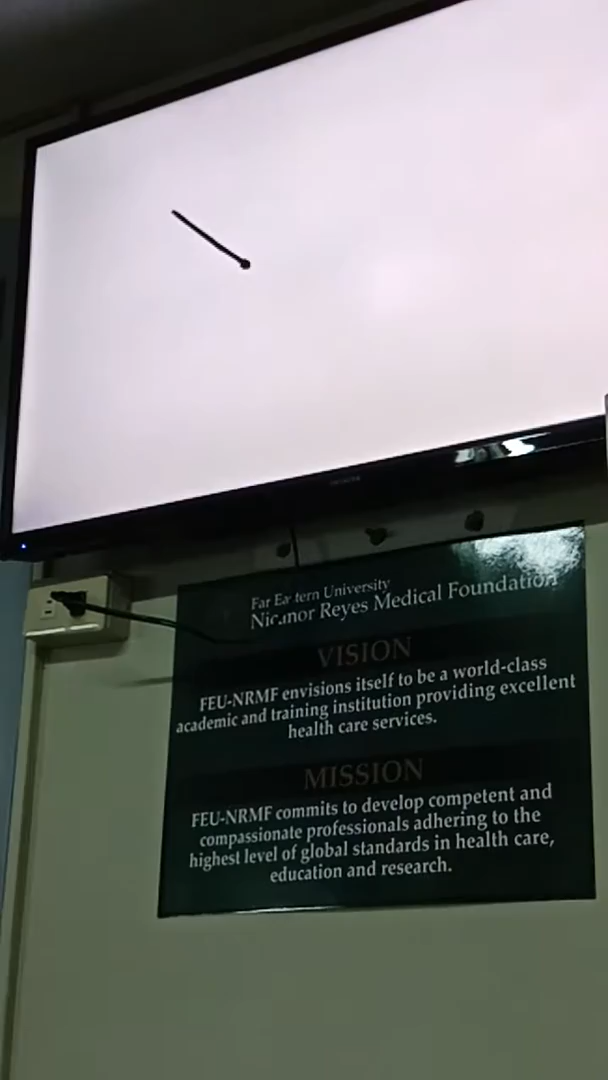 Far Eastern University
Nicanor Reyes Medical Foundation
VISION
FEU-NRMF envisions itself to be a world-class
academic and training institution providing excellent
health care services.
MISSION
FEU-NRMF commits to develop competent and
compassionate professionals adhering to the
highest level of global standards in health care,
education and research.